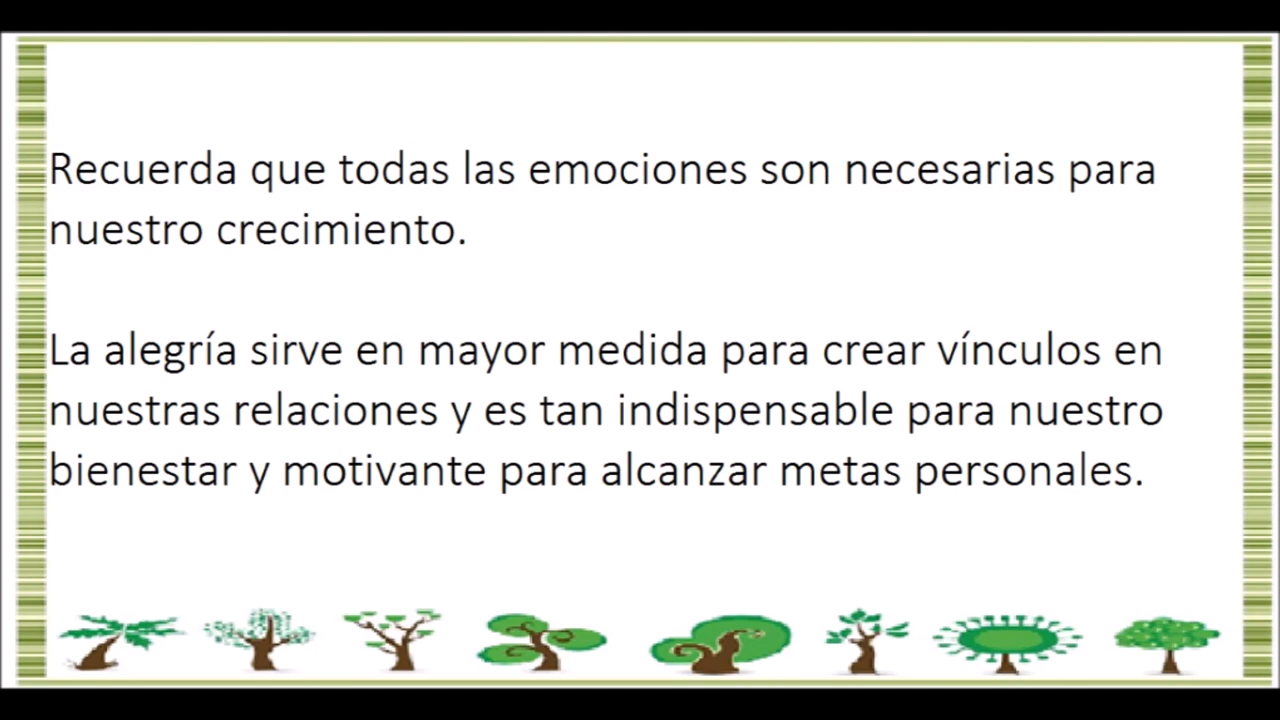 Recuerda que todas las emociones son necesarias para
nuestro crecimiento.
La alegría sirve en mayor medida para crear vínculos en
nuestras relaciones y es tan indispensable para nuestro
bienestar y motivante para alcanzar metas personales.